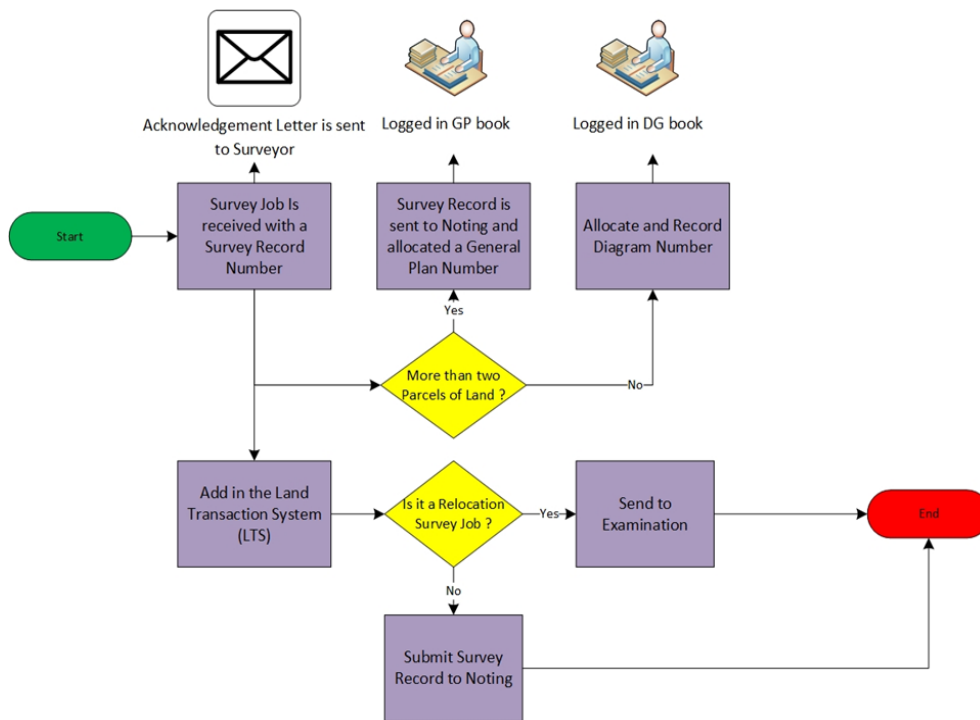 Acknowledgement Letter is sent
to Surveyor
Logged in GP book
Logged in DG book
Start
Survey Job Is
received with a
Survey Record
Number
Survey Record is
sent to Noting and
allocated a General
Plan Number
Allocate and Record
Diagram Number
Yes
More than two
Parcels of Land ?
No
Add in the Land
Transaction System
(LTS)
Is it a Relocation
Survey Job ?
Yes
Send to
Examination
End
No
Submit Survey
Record to Noting